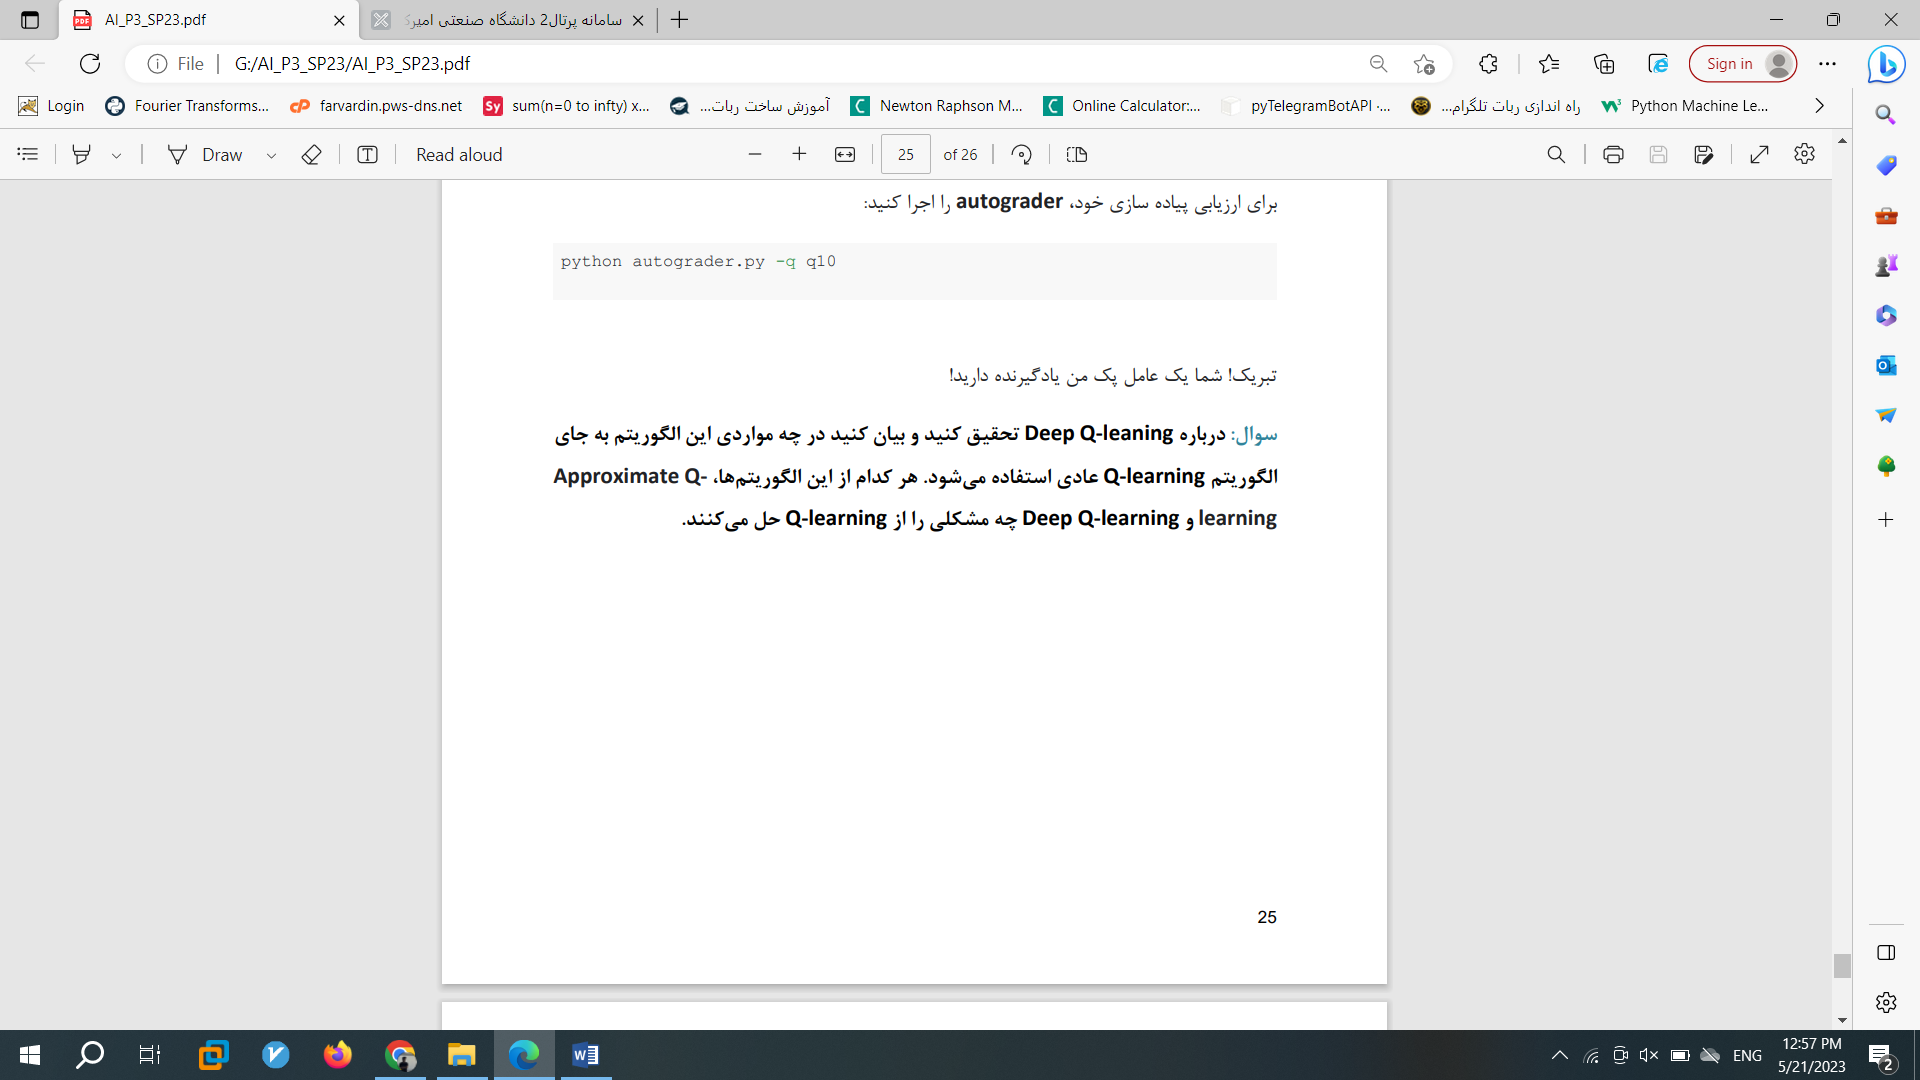 AI_P3_SP23.pdf
سامانه پرتال2 دانشگاه صنعتی امیرک
File
G:/AI_P3_SP23/AI_P3_SP23.pdf
Sign in
Login
Fourier Transforms...
farvardin.pws-dns.net
sum(n=0 to infty) x...
آموزش ساخت ربات...
Newton Raphson M...
Online Calculator:...
pyTelegramBotAPI ·...
راه اندازی ربات تلگرام...
Python Machine Le...
Draw
Read aloud
25
of 26
برای ارزیابی پیاده سازی خود، autograder را اجرا کنید:
python autograder.py -q q10
تبریک! شما یک عامل پک من یادگیرنده دارید!
سوال: درباره Deep Q-leaning تحقیق کنید و بیان کنید در چه مواردی این الگوریتم به جای
الگوریتم Q-learning عادی استفاده می‌شود. هر کدام از این الگوریتم‌ها، Approximate Q-
learning و Deep Q-learning چه مشکلی را از Q-learning حل می‌کنند.
25
ENG
12:57 PM
5/21/2023
2